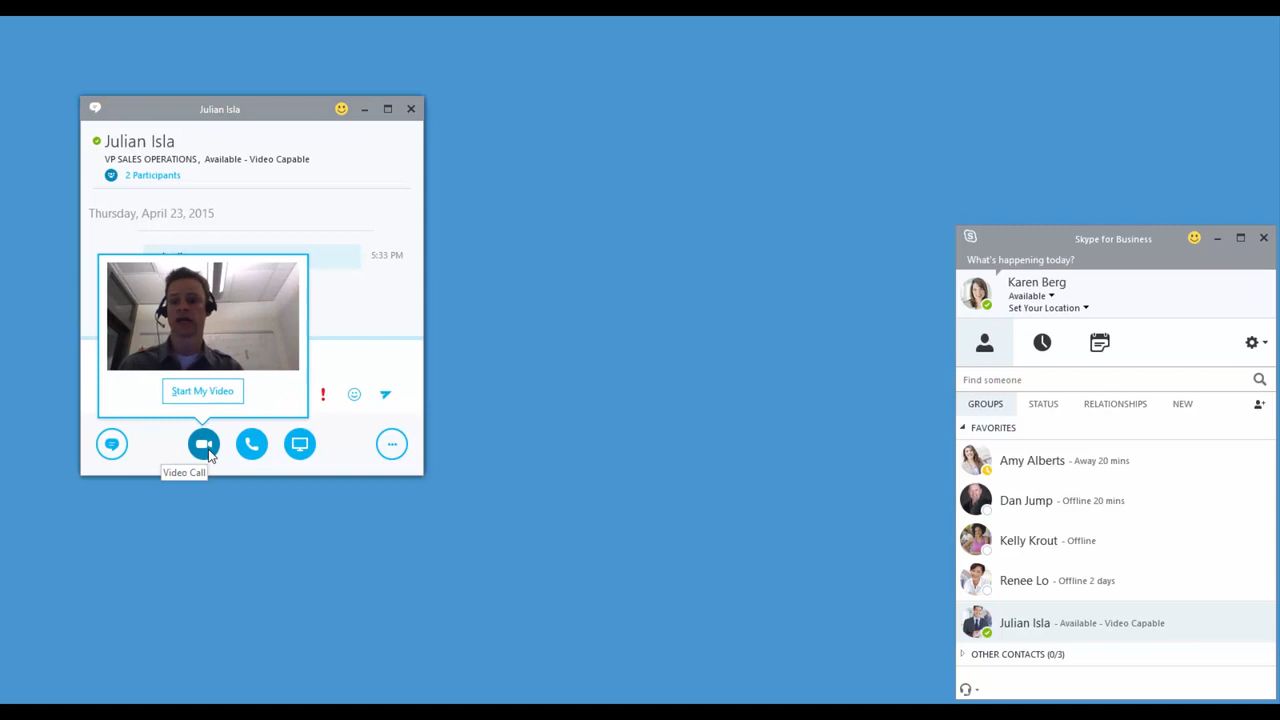 Julian Isla
Julian Isla
VP SALES OPERATIONS, Available - Video Capable
2 Participants
Thursday, April 23, 2015
5:33 PM
Start My Video
Video Call
Skype for Business
What's happening today?
Karen Berg
Available
Set Your Location
Find someone
GROUPS STATUS RELATIONSHIPS NEW
FAVORITES
Amy Alberts - Away 20 mins
Dan Jump - Offline 20 mins
Kelly Krout - Offline
Renee Lo - Offline 2 days
Julian Isla - Available - Video Capable
OTHER CONTACTS (0/3)